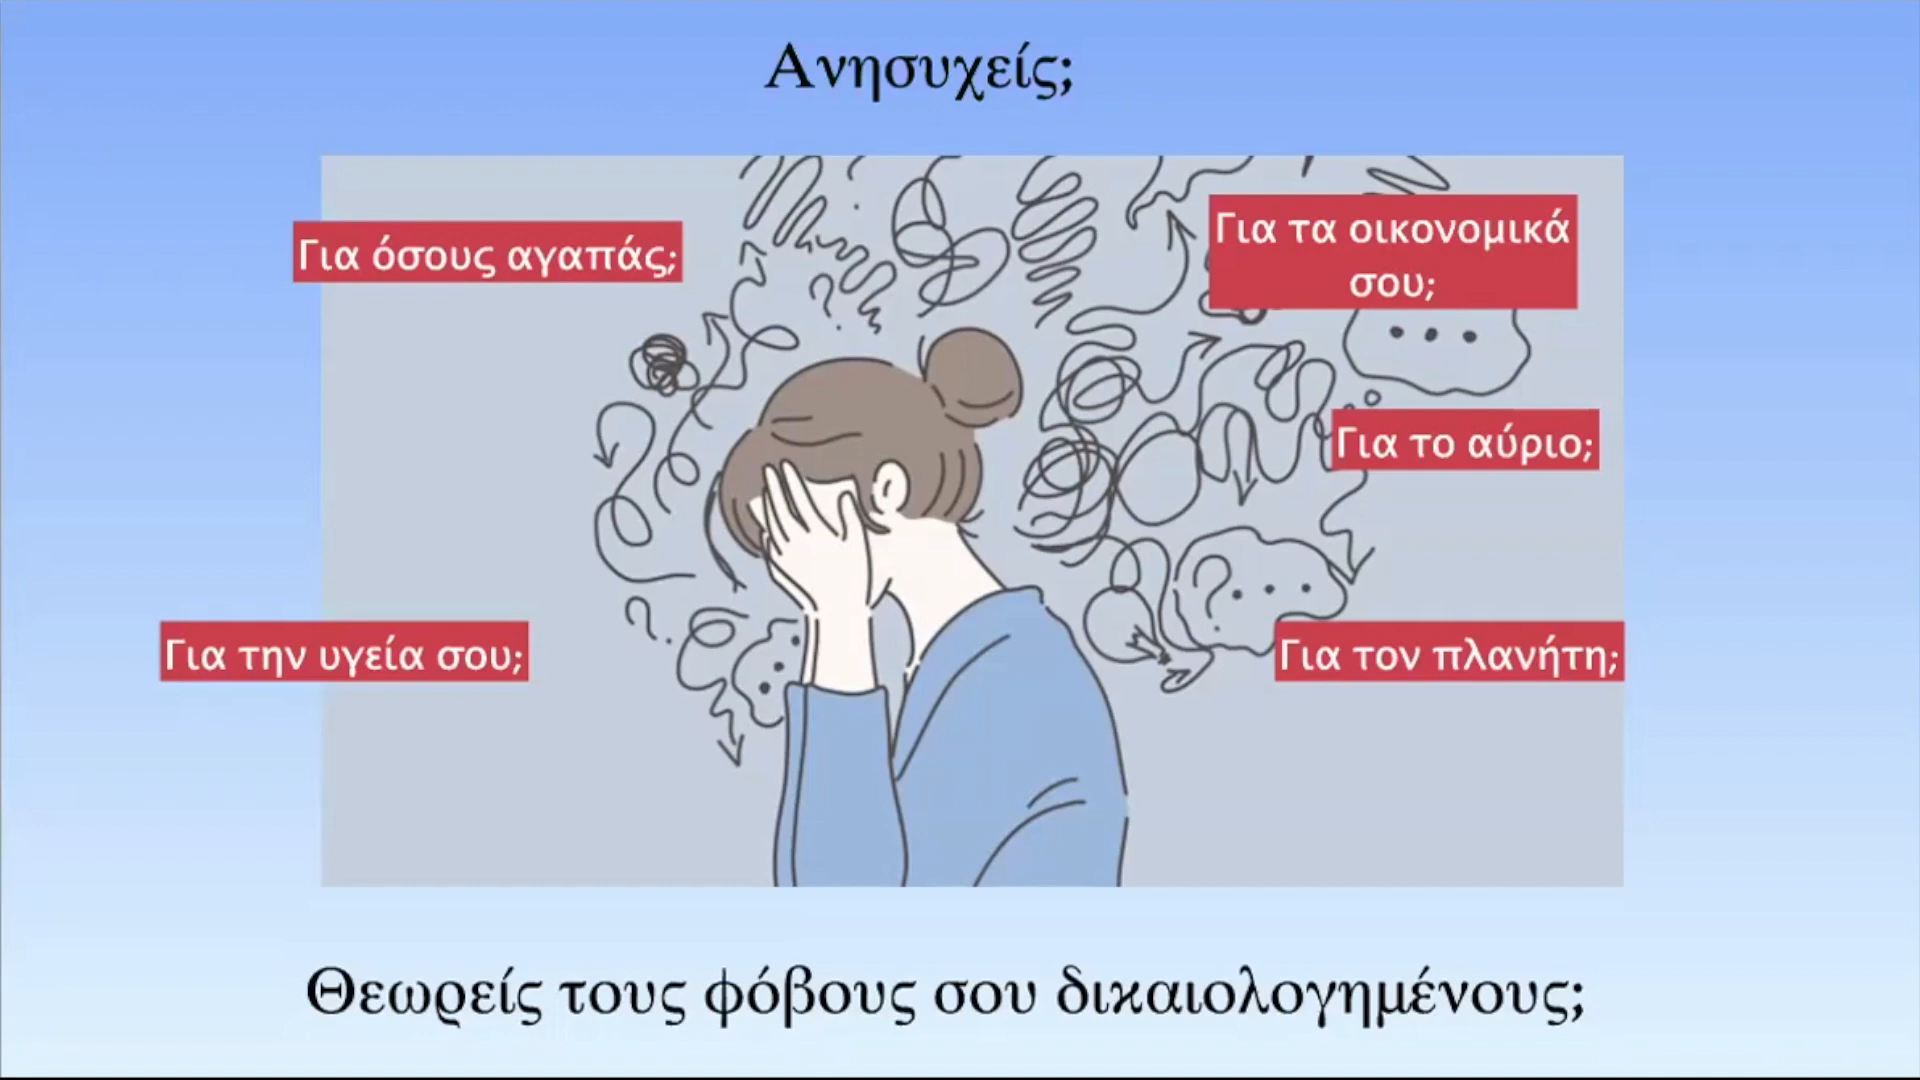 Ανησυχείς;
Για όσους αγαπάς;
Για τα οικονομικά
σου;
Για το αύριο;
Για την υγεία σου;
Για τον πλανήτη;
Θεωρείς τους φόβους σου δικαιολογημένους;